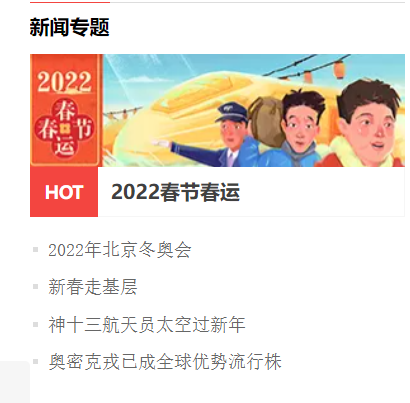 新闻专题
2022
春
春节
运
HOT 2022春节春运
2022年北京冬奥会
新春走基层
神十三航天员太空过新年
奥密克戎已成全球优势流行株